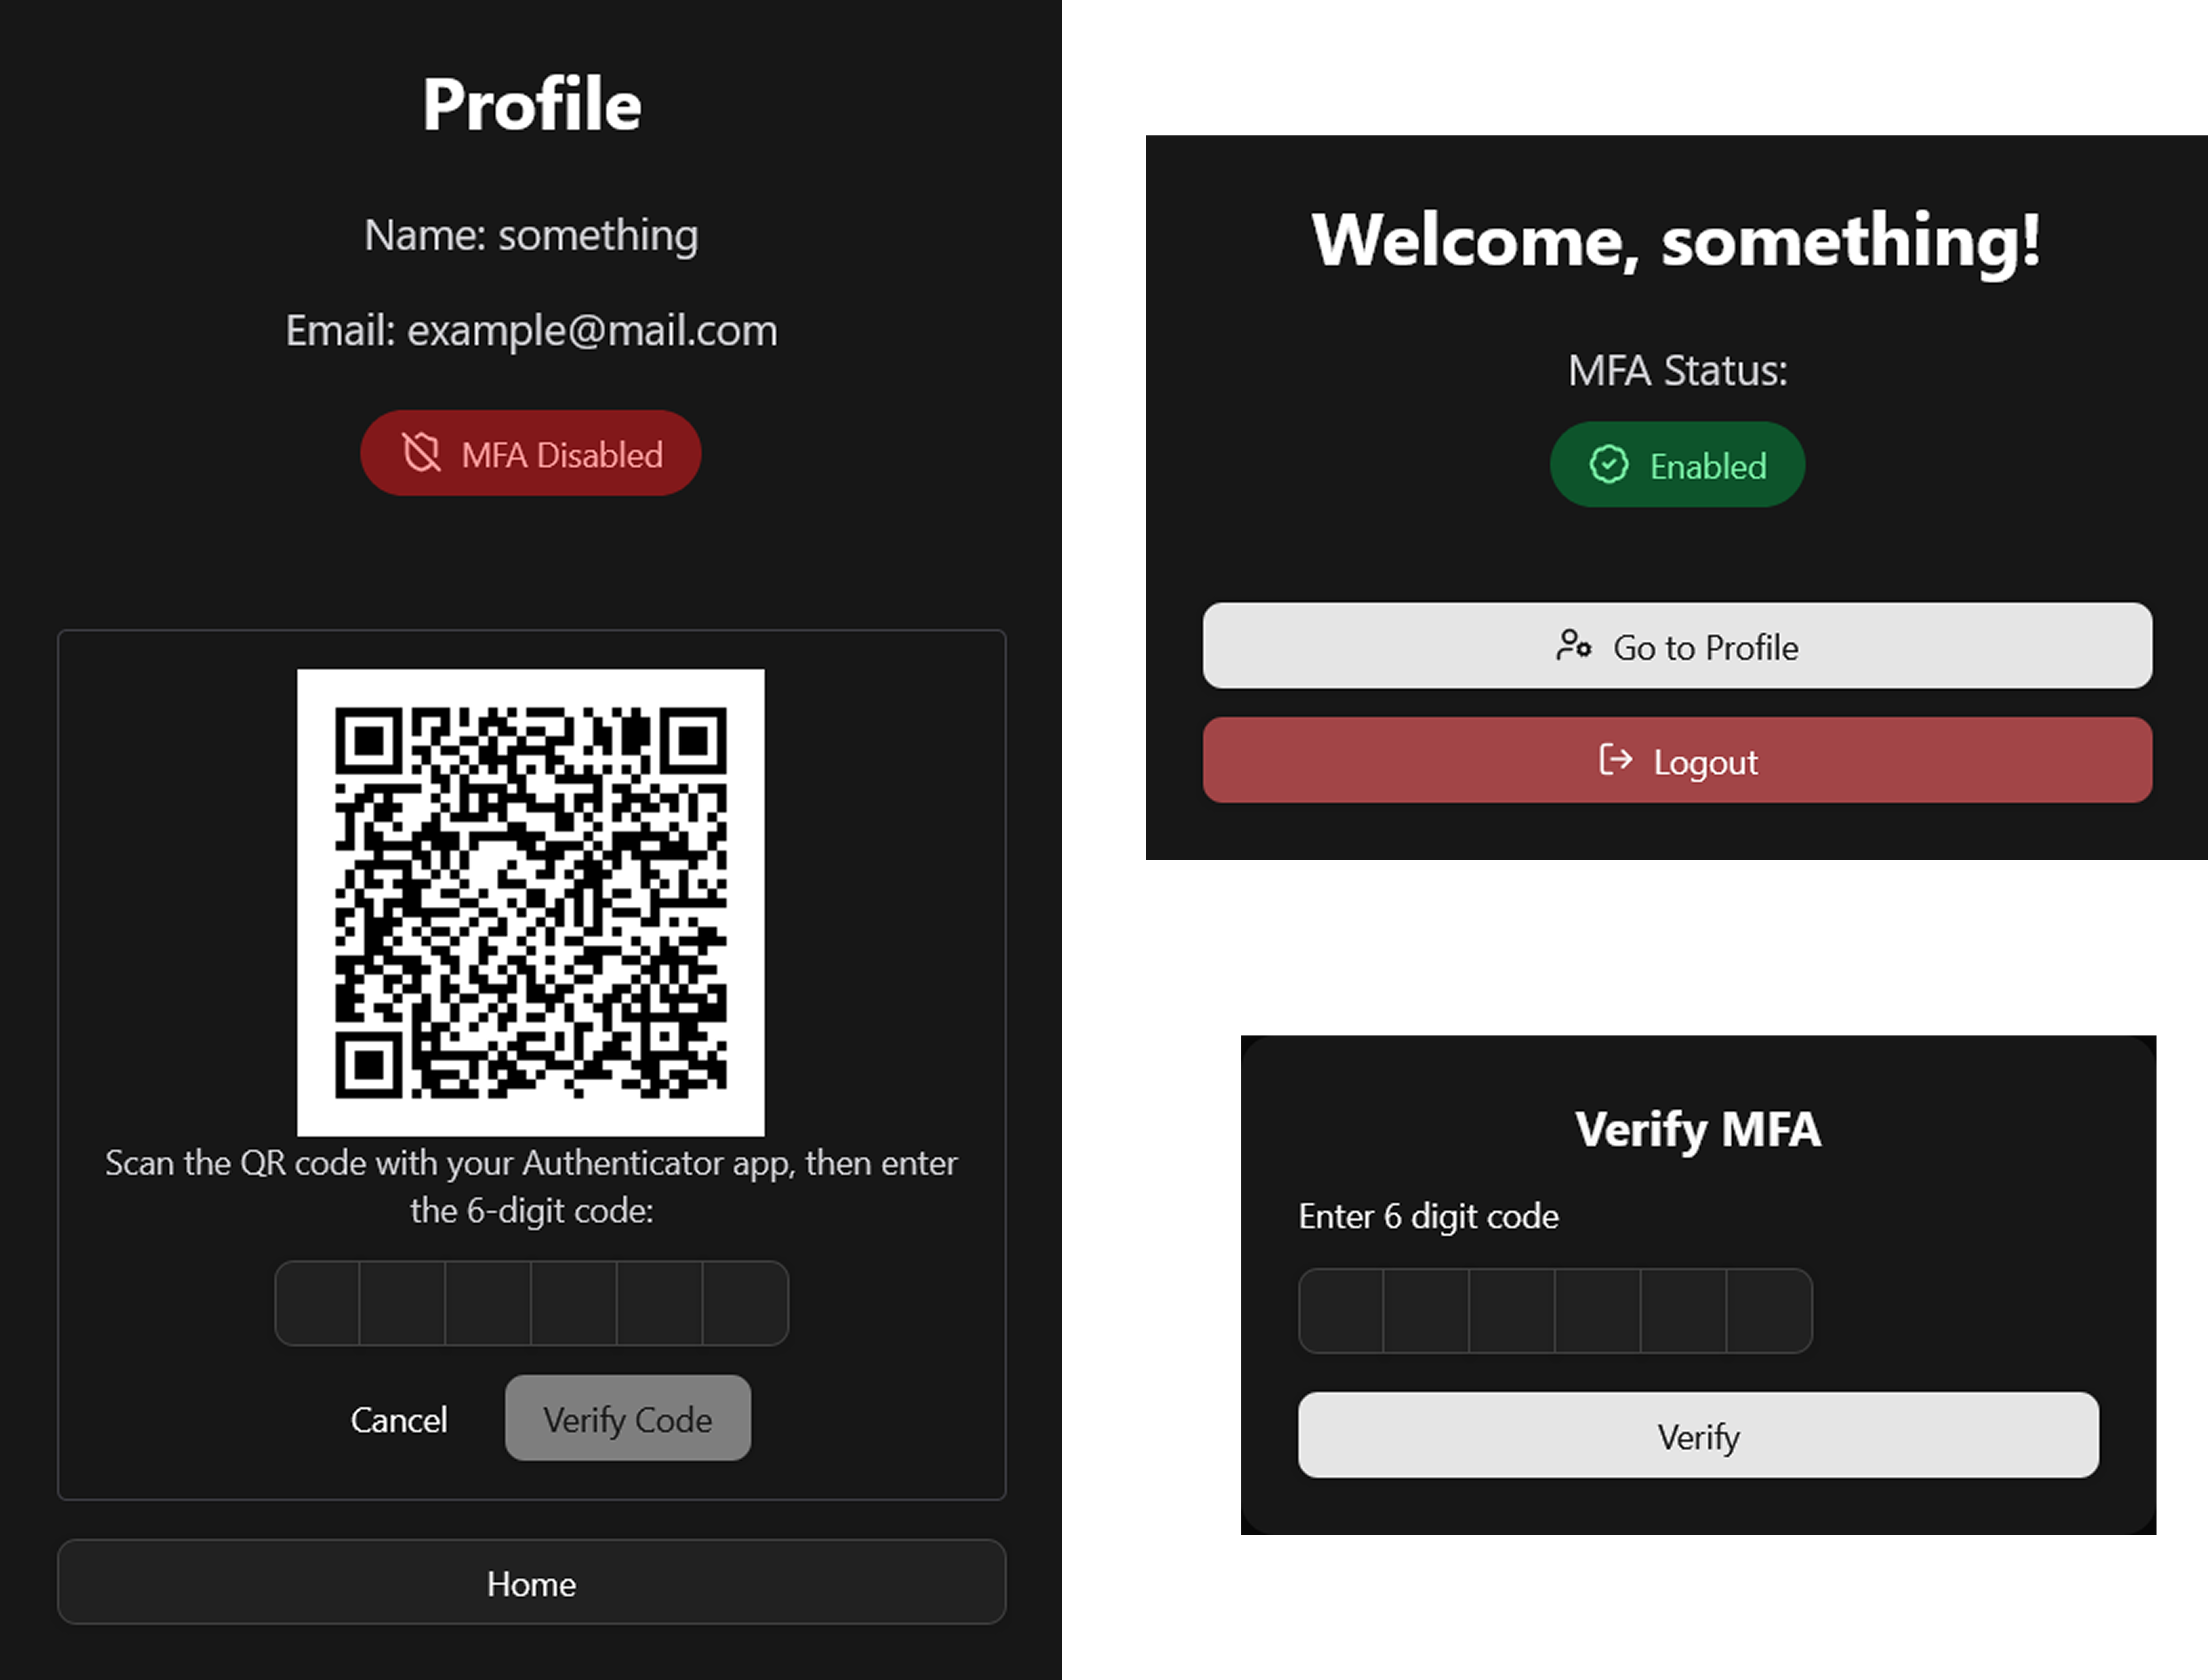 Profile
Name: something
Email: example@mail.com
MFA Disabled
Scan the QR code with your Authenticator app, then enter
the 6-digit code:
Cancel
Verify Code
Home
Welcome, something!
MFA Status:
Enabled
Go to Profile
Logout
Verify MFA
Enter 6 digit code
Verify